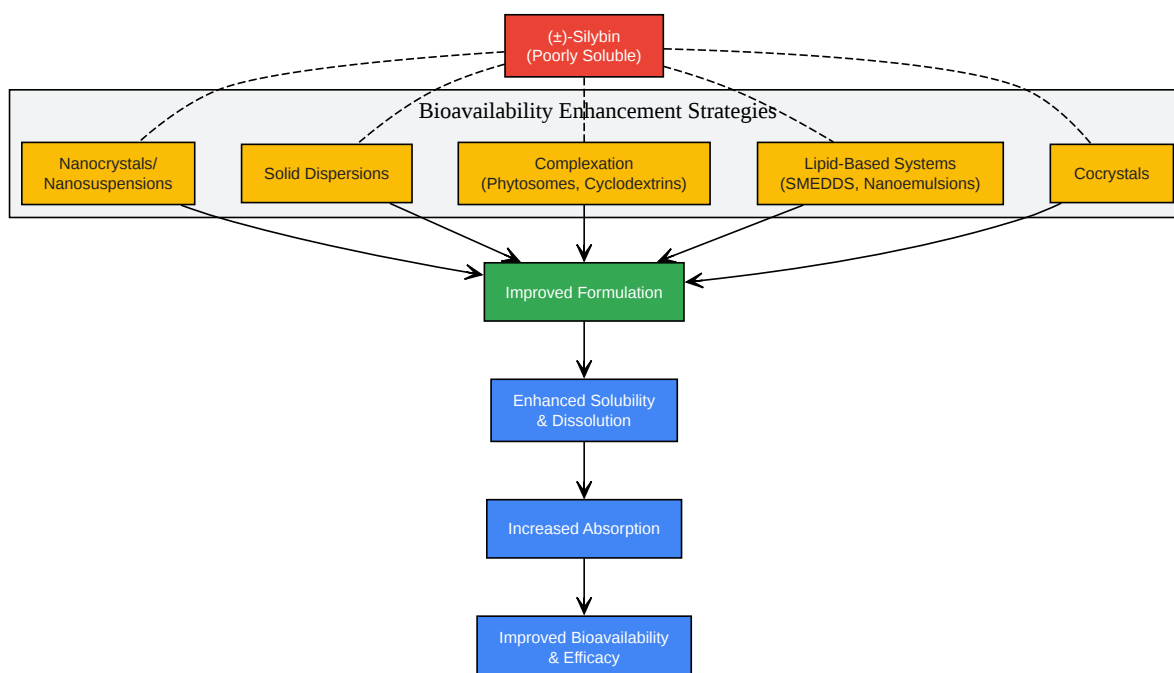 (±)-Silybin
(Poorly Soluble)
Bioavailability Enhancement Strategies
Nanocrystals/
Nanosuspensions
Solid Dispersions
Complexation
(Phytosomes, Cyclodextrins)
Lipid-Based Systems
(SMEDDS, Nanoemulsions)
Cocrystals
Improved Formulation
Enhanced Solubility
& Dissolution
Increased Absorption
Improved Bioavailability
& Efficacy